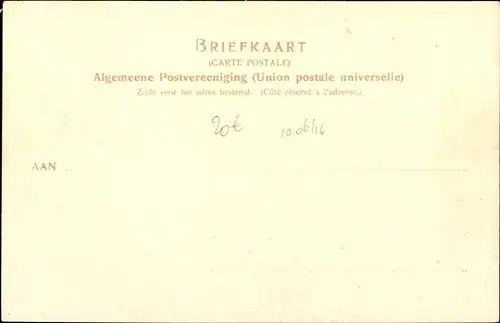 BRIEFKAART
(CARTE POSTALE)
Algemeene Postvereeniging (Union postale universelle)
Zijde voor het adres bestemd. (Côté réservé à l'adresse.)
20€ 10.06/16
AAN